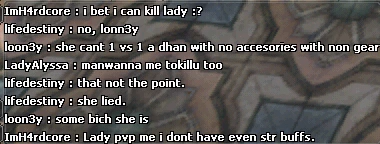 ImH4rdcore : i bet i can kill lady :?
lifedestiny : no, lonn3y
loon3y : she cant 1 vs 1 a dhan with no accesories with non gear
LadyAlyssa : manwanna me tokillu too
lifedestiny : that not the point.
lifedestiny : she lied.
loon3y : some bich she is
ImH4rdcore : Lady pvp me i dont have even str buffs.